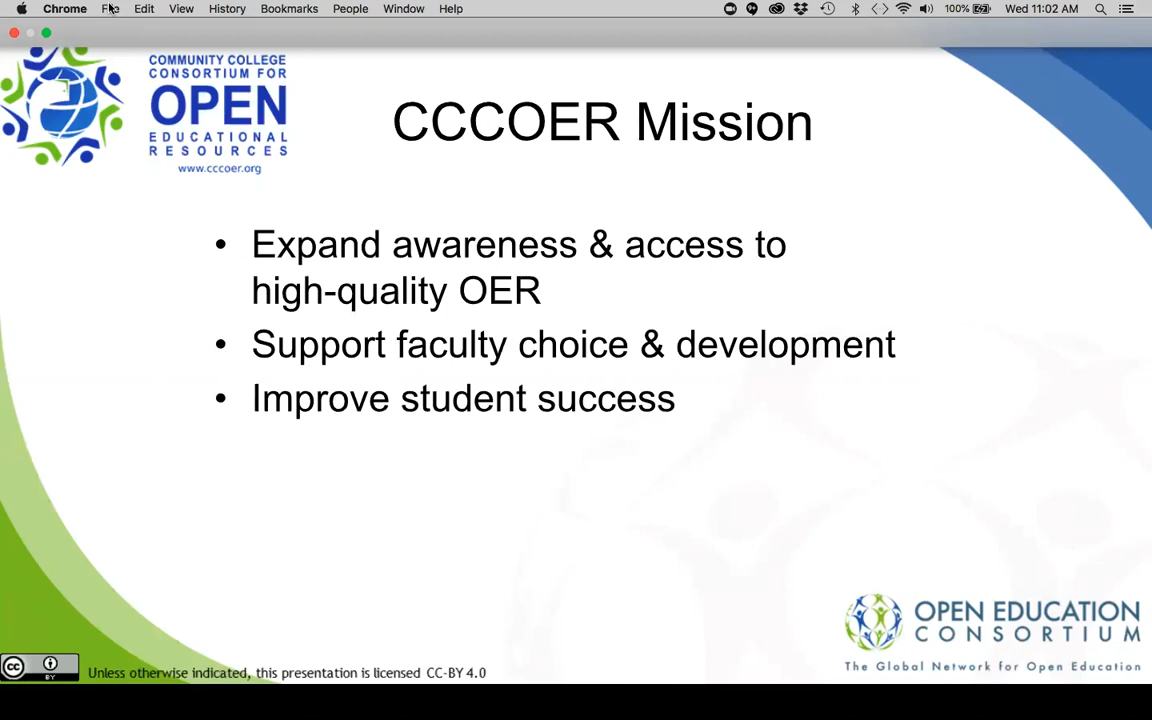 Chrome Edit View History Bookmarks People Window Help 100% Wed 11:02 AM
COMMUNITY COLLEGE
CONSORTIUM FOR
OPEN
EDUCATIONAL
RESOURCES
www.cccoer.org
CCCOER Mission
• Expand awareness & access to
high-quality OER
• Support faculty choice & development
• Improve student success
OPEN EDUCATION
CONSORTIUM
The Global Network for Open Education
cc
BY
Unless otherwise indicated, this presentation is licensed CC-BY 4.0